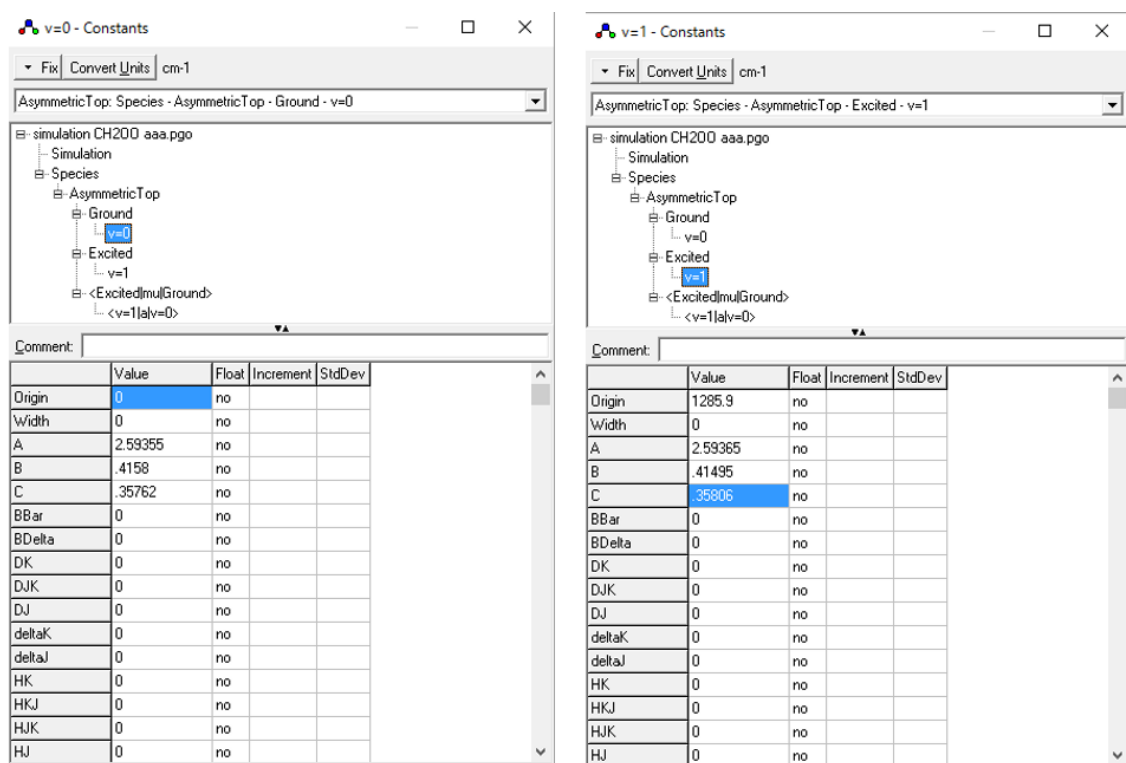 v=0 - Constants
Fix Convert Units cm-1
AsymmetricTop: Species - AsymmetricTop - Ground - v=0
simulation CH2OO aaa.pgo
Simulation
Species
AsymmetricTop
Ground
v=0
Excited
v=1
<Excited|mu|Ground>
<v=1|a|v=0>
Comment:
Value Float Increment StdDev
Origin 0 no
Width 0 no
A 2.59355 no
B .4158 no
C .35762 no
BBar 0 no
BDelta 0 no
DK 0 no
DJK 0 no
DJ 0 no
deltaK 0 no
deltaJ 0 no
HK 0 no
HKJ 0 no
HJK 0 no
HJ 0 no
v=1 - Constants
Fix Convert Units cm-1
AsymmetricTop: Species - AsymmetricTop - Excited - v=1
simulation CH2OO aaa.pgo
Simulation
Species
AsymmetricTop
Ground
v=0
Excited
v=1
<Excited|mu|Ground>
<v=1|a|v=0>
Comment:
Value Float Increment StdDev
Origin 1285.9 no
Width 0 no
A 2.59365 no
B .41495 no
C .35806 no
BBar 0 no
BDelta 0 no
DK 0 no
DJK 0 no
DJ 0 no
deltaK 0 no
deltaJ 0 no
HK 0 no
HKJ 0 no
HJK 0 no
HJ 0 no